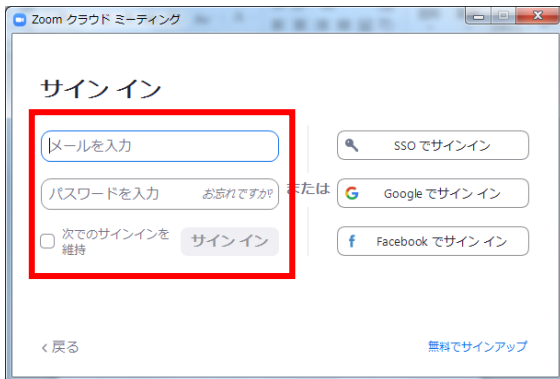 Zoom クラウド ミーティング
サイン イン
メールを入力
パスワードを入力 お忘れですか?
次でのサインインを
維持
サイン イン
または
SSO でサインイン
Google でサイン イン
Facebook でサイン イン
戻る
無料でサインアップ